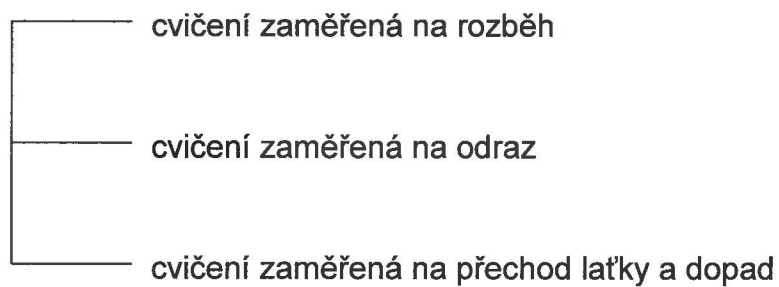 cvičení zaměřená na rozběh
cvičení zaměřená na odraz
cvičení zaměřená na přechod laťky a dopad